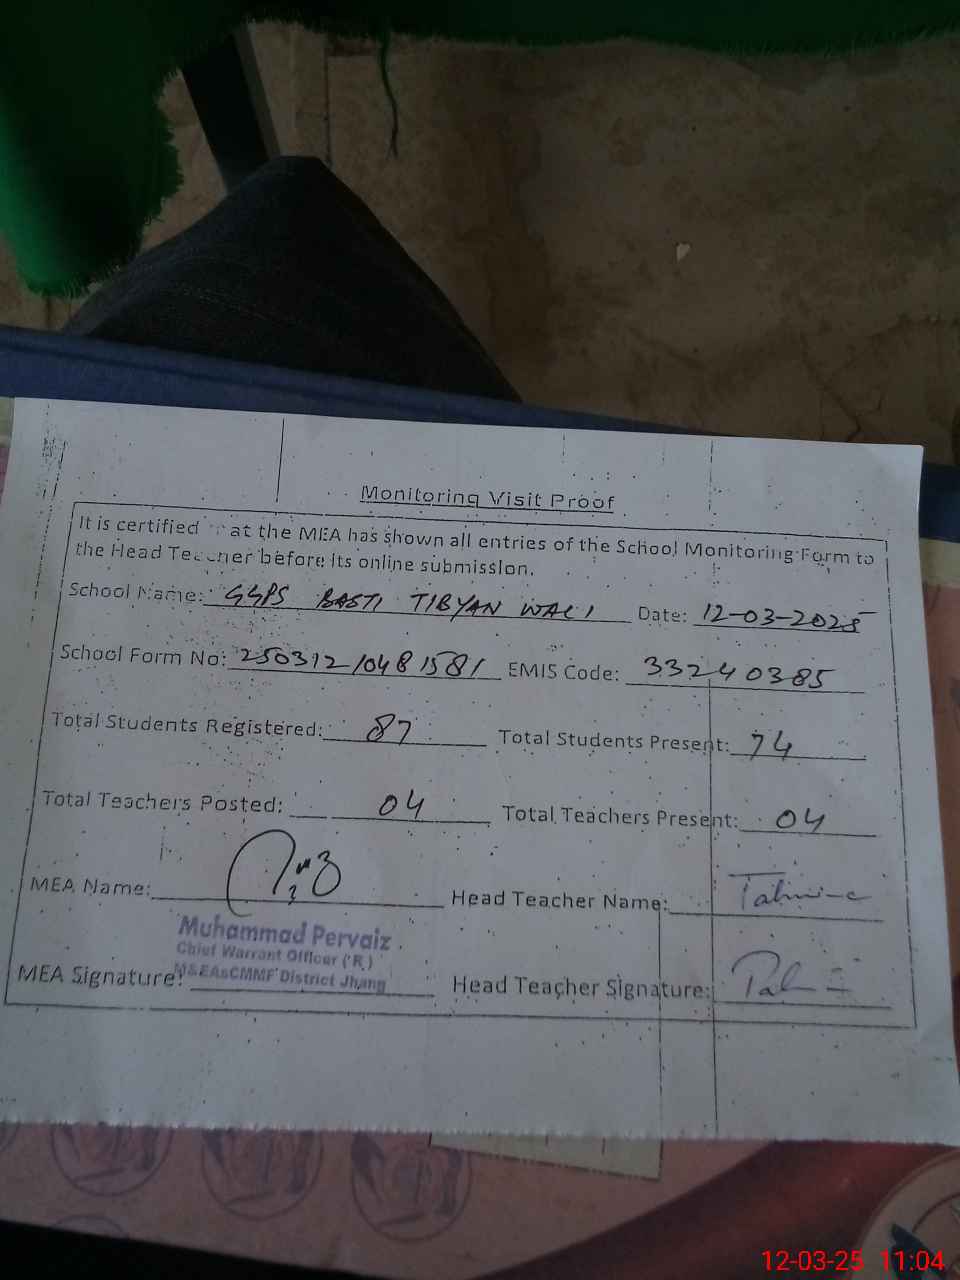 Monitoring Visit Proof
It is certified at the MEA has shown all entries of the School Monitoring Form to
the Head Teacher before its online submission.
School Name: GGPS BASTI TIBYAN WALI Date: 12-03-2025
School Form No: 250312 10481581 EMIS Code: 33240385
Total Students Registered: 87 Total Students Present: 74
Total Teachers Posted: 04 Total Teachers Present: 04
MEA Name: Head Teacher Name:
Muhammad Pervaiz
Chief Warrant Officer (R)
MEA Signature: M&EAsCMMF District Jhang Head Teacher Signature:
12-03-25 11:04